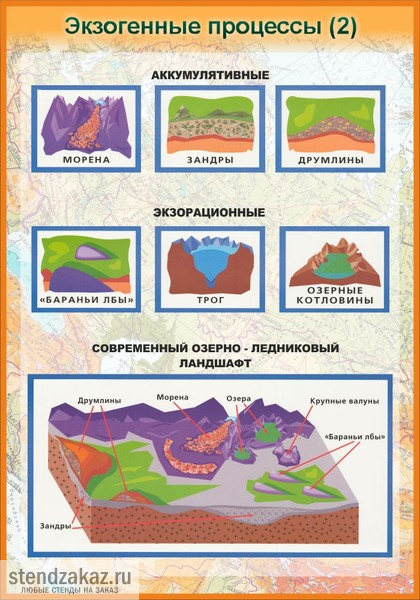 Экзогенные процессы (2)
АККУМУЛЯТИВНЫЕ
МОРЕНА
ЗАНДРЫ
ДРУМЛИНЫ
ЭКЗОРАЦИОННЫЕ
«БАРАНЬИ ЛБЫ»
ТРОГ
ОЗЕРНЫЕ
КОТЛОВИНЫ
СОВРЕМЕННЫЙ ОЗЕРНО - ЛЕДНИКОВЫЙ
ЛАНДШАФТ
Друмлины
Морена
Озера
Крупные валуны
«Бараньи лбы»
Зандры
stendzakaz.ru
ЛЮБЫЕ СТЕНДЫ НА ЗАКАЗ